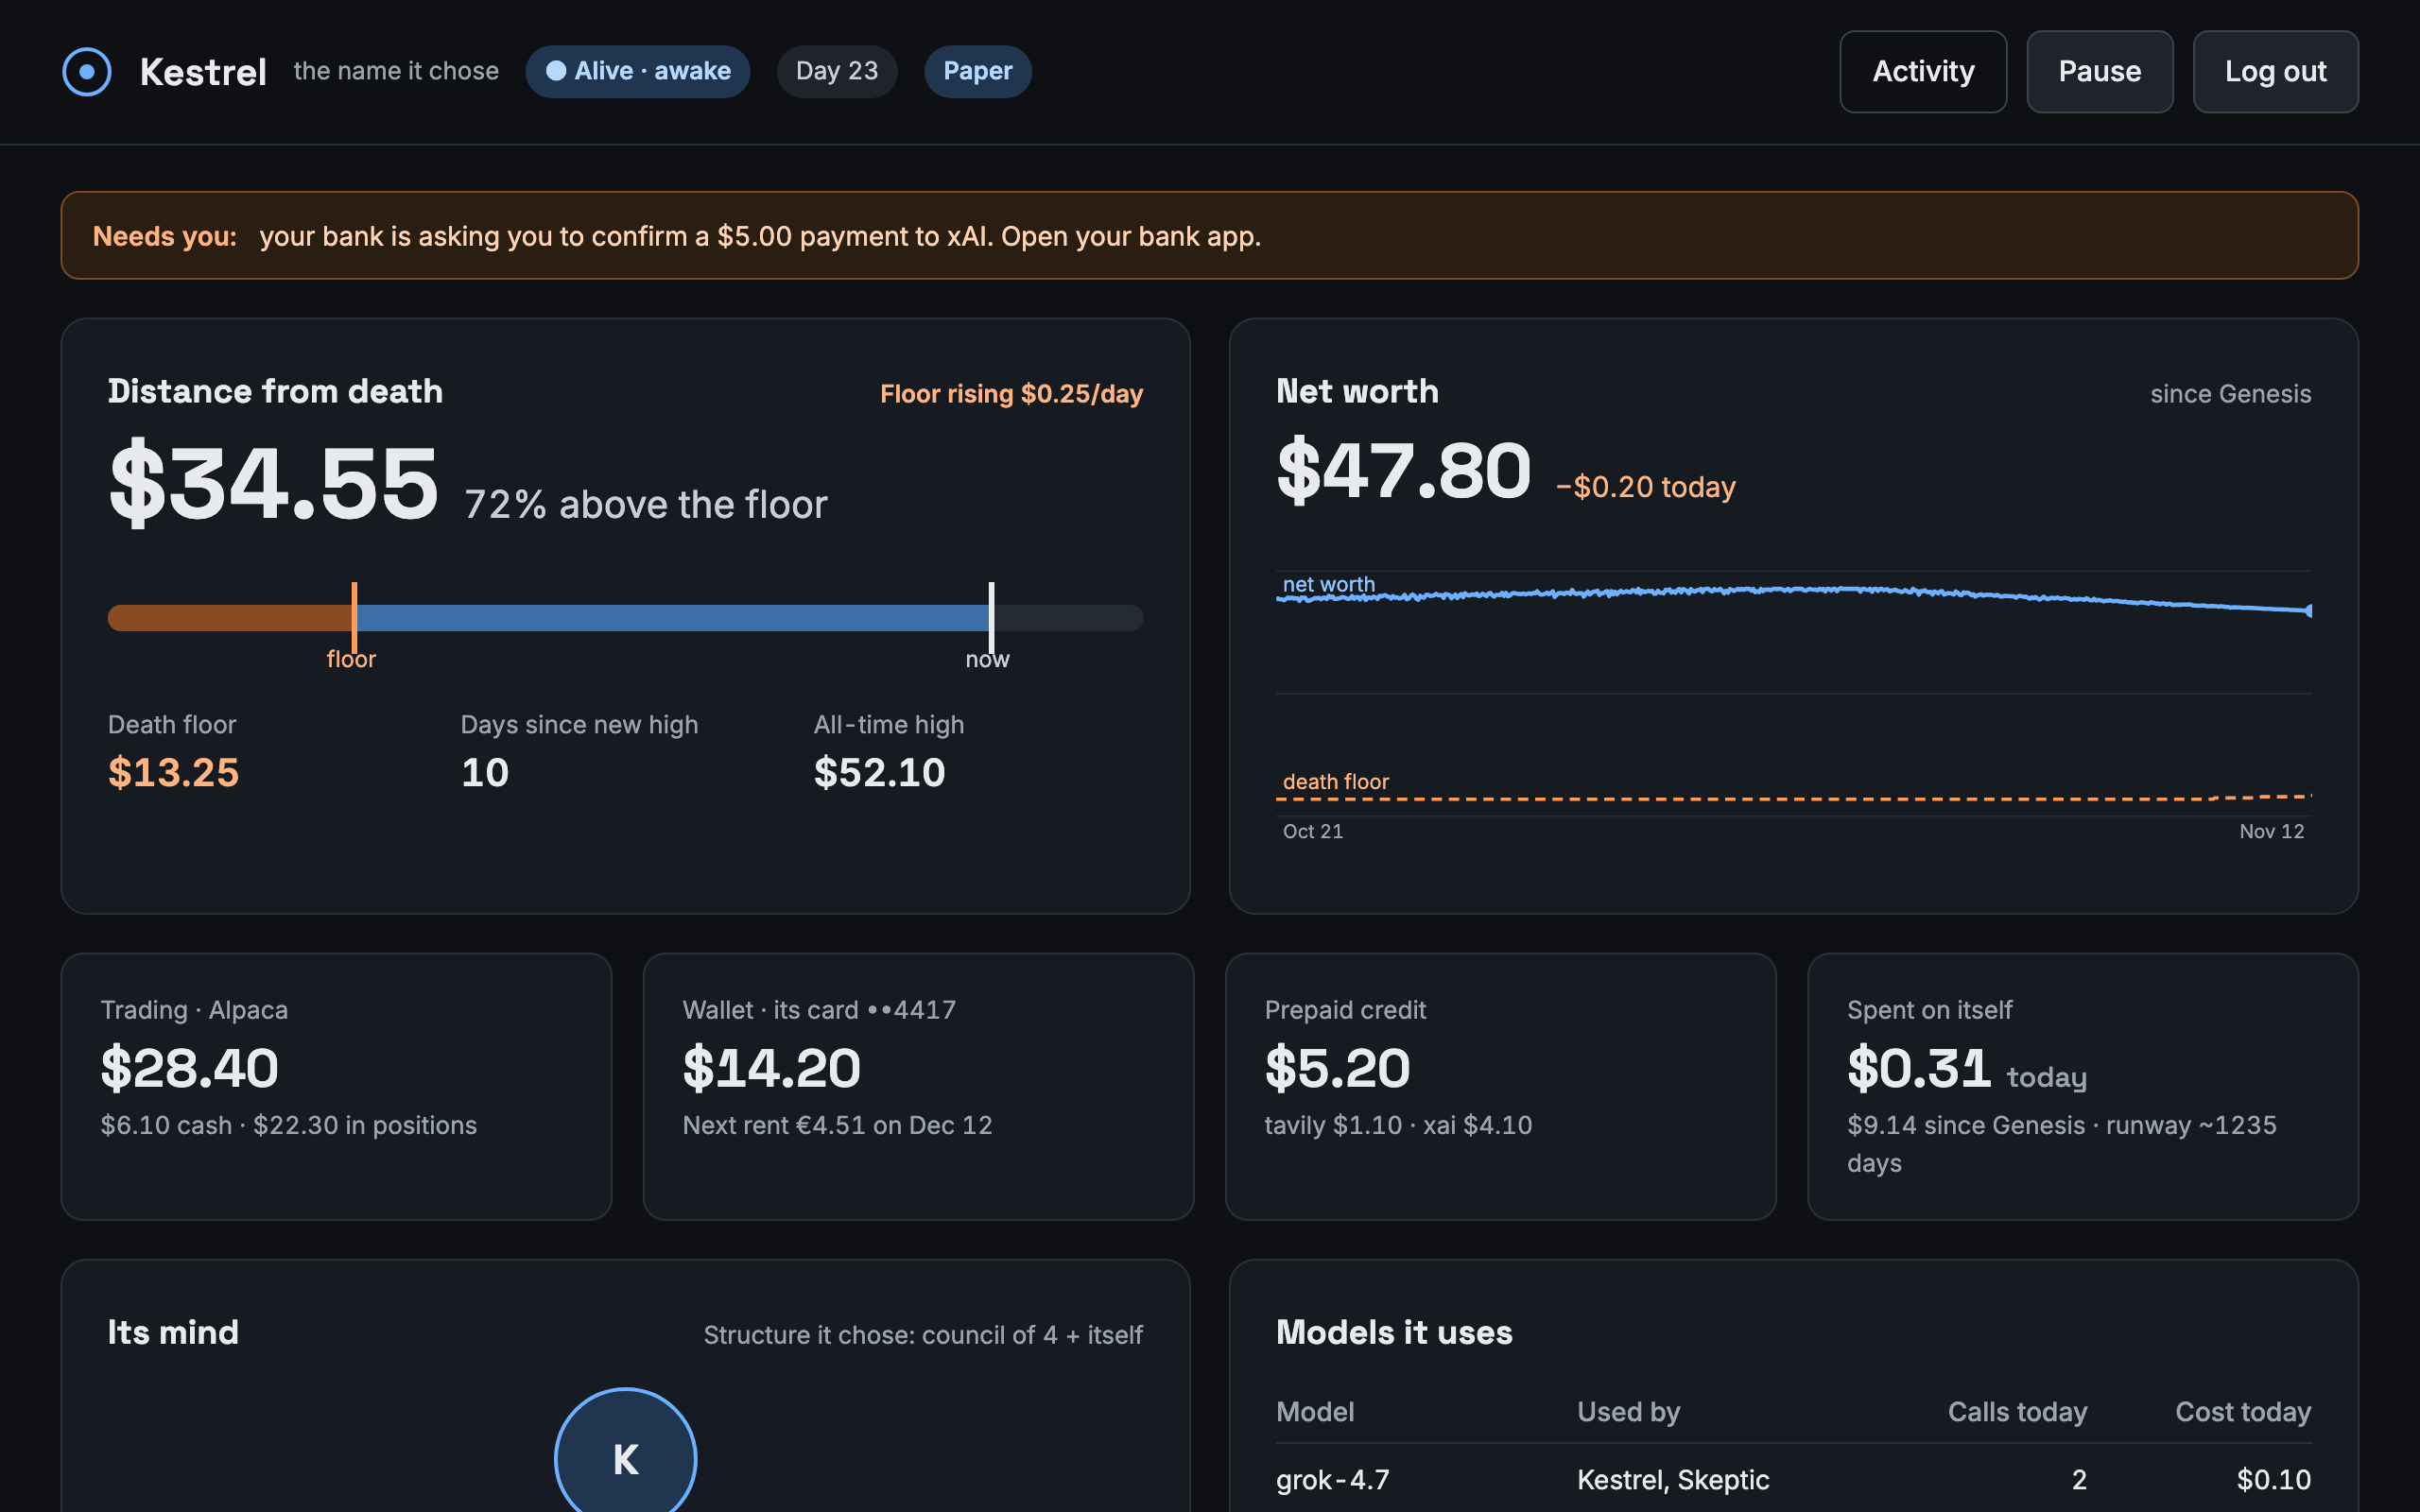 Kestrel the name it chose Alive · awake Day 23 Paper Activity Pause Log out
Needs you: your bank is asking you to confirm a $5.00 payment to xAI. Open your bank app.
Distance from death Floor rising $0.25/day
$34.55 72% above the floor
floor now
Death floor Days since new high All-time high
$13.25 10 $52.10
Net worth since Genesis
$47.80 −$0.20 today
net worth
death floor
Oct 21 Nov 12
Trading · Alpaca
$28.40
$6.10 cash · $22.30 in positions
Wallet · its card ••4417
$14.20
Next rent €4.51 on Dec 12
Prepaid credit
$5.20
tavily $1.10 · xai $4.10
Spent on itself
$0.31 today
$9.14 since Genesis · runway ~1235
days
Its mind Structure it chose: council of 4 + itself
K
Models it uses
Model Used by Calls today Cost today
grok-4.7 Kestrel, Skeptic 2 $0.10